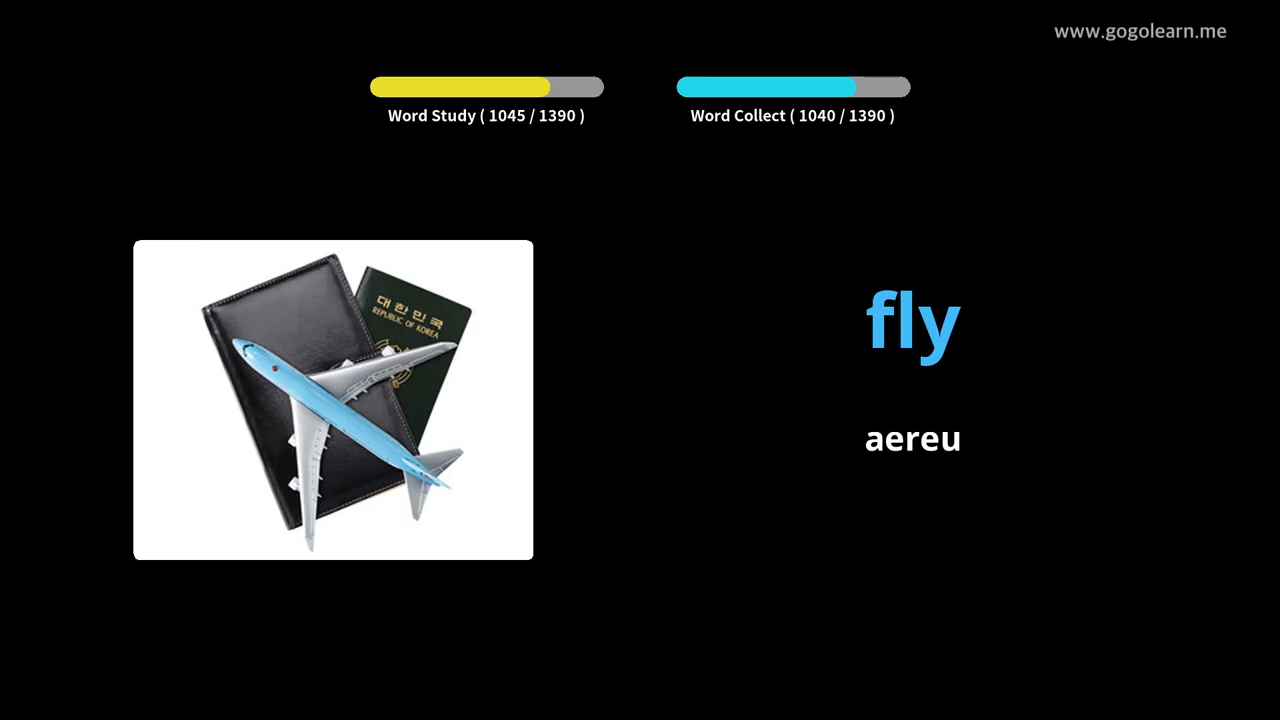 www.gogolearn.me
Word Study ( 1045 / 1390 )
Word Collect ( 1040 / 1390 )
대한민국
REPUBLIC OF KOREA
fly
aereu